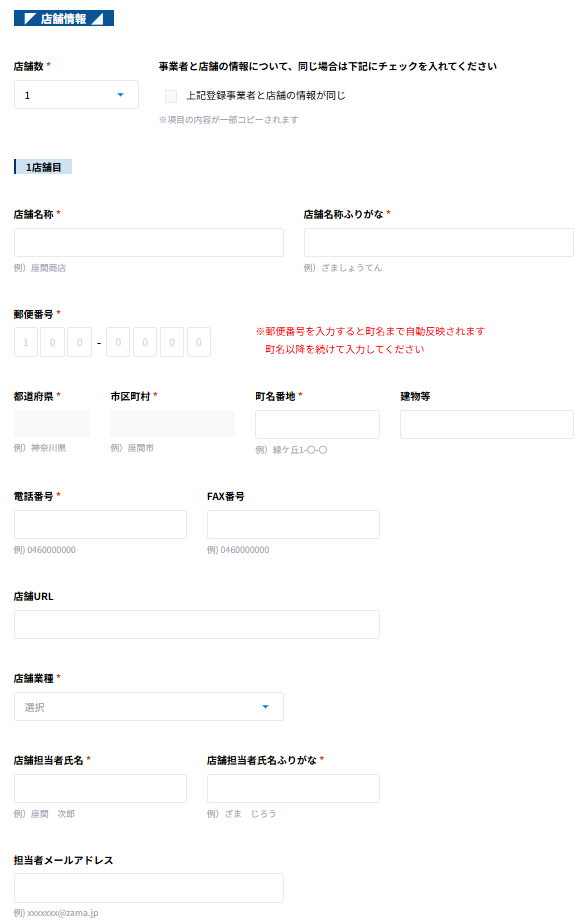 店舗情報
店舗数 *
事業者と店舗の情報について、同じ場合は下記にチェックを入れてください
1
上記登録事業者と店舗の情報が同じ
※項目の内容が一部コピーされます
1店舗目
店舗名称 *
店舗名称ふりがな *
例）座間商店
例）ざましょうてん
郵便番号 *
1 0 0 - 0 0 0 0
※郵便番号を入力すると町名まで自動反映されます
町名以降を続けて入力してください
都道府県 *
市区町村 *
町名番地 *
建物等
例）神奈川県
例）座間市
例）緑ケ丘1-〇-〇
電話番号 *
FAX番号
例) 0460000000
例) 0460000000
店舗URL
店舗業種 *
選択
店舗担当者氏名 *
店舗担当者氏名ふりがな *
例）座間　次郎
例）ざま　じろう
担当者メールアドレス
例) xxxxxxx@zama.jp